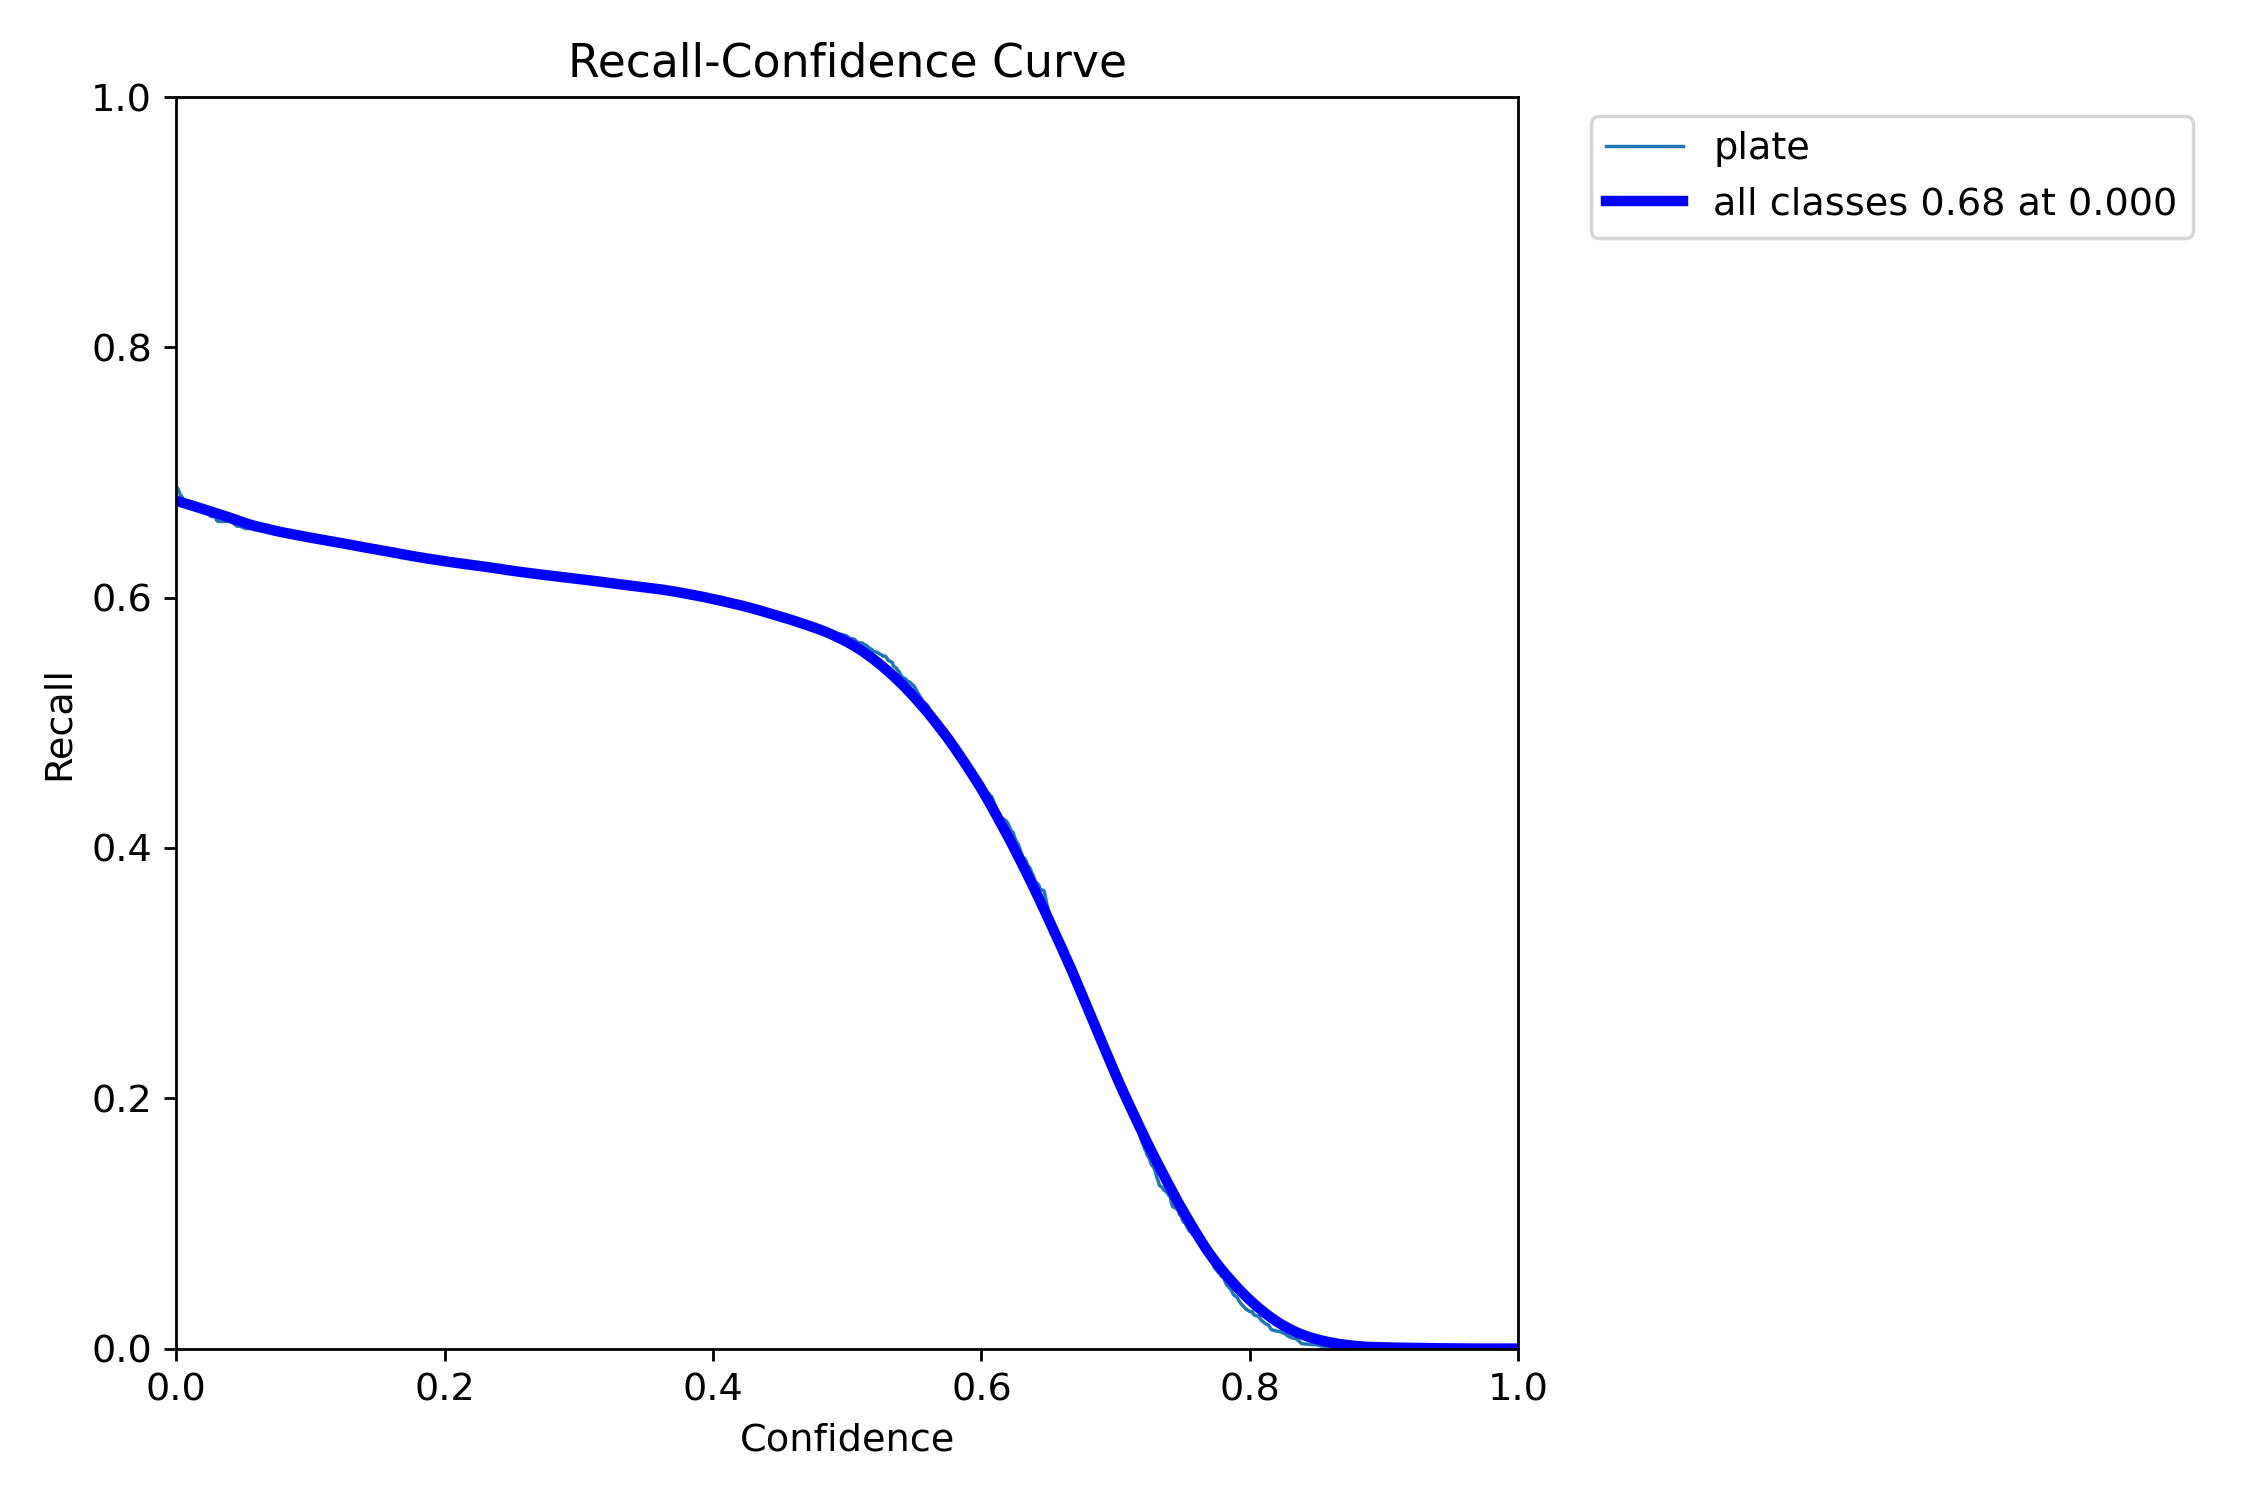 Recall-Confidence Curve
1.0
0.8
0.6
0.4
0.2
0.0
Recall
0.0 0.2 0.4 0.6 0.8 1.0
Confidence
plate
all classes 0.68 at 0.000